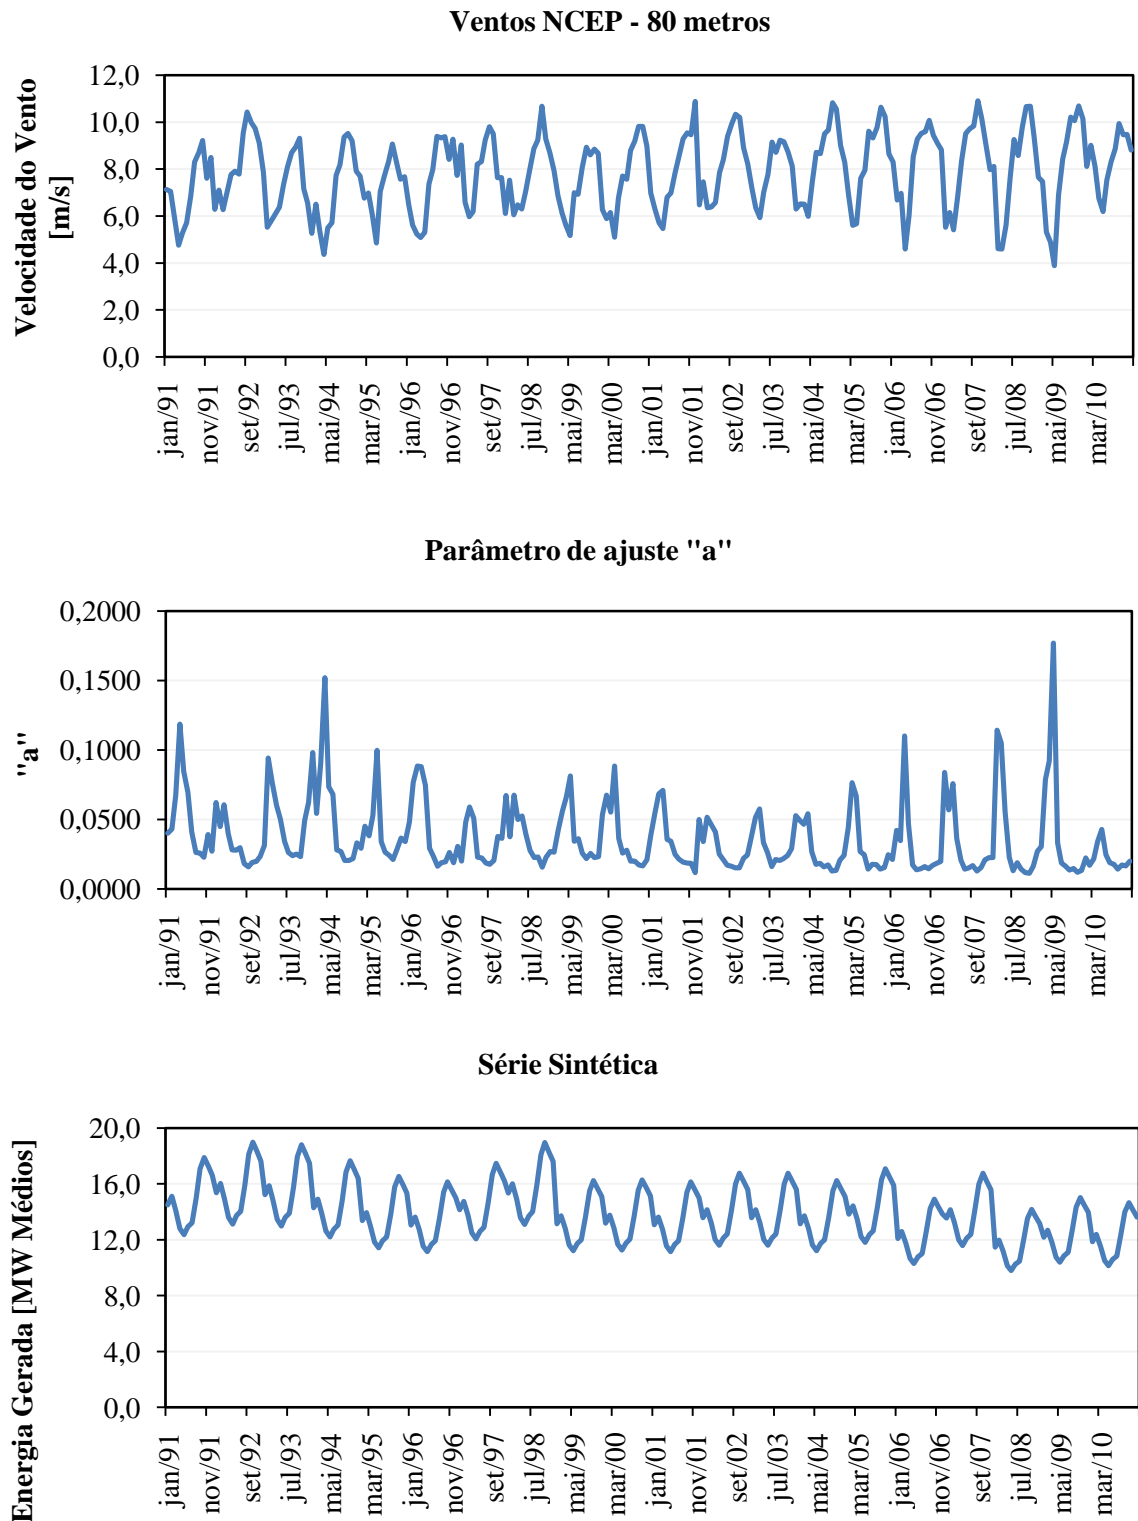 Ventos NCEP - 80 metros
Velocidade do Vento
[m/s]
12,0
10,0
8,0
6,0
4,0
2,0
0,0
jan/91
nov/91
set/92
jul/93
mai/94
mar/95
jan/96
nov/96
set/97
jul/98
mai/99
mar/00
jan/01
nov/01
set/02
jul/03
mai/04
mar/05
jan/06
nov/06
set/07
jul/08
mai/09
mar/10
Parâmetro de ajuste "a"
"a"
0,2000
0,1500
0,1000
0,0500
0,0000
jan/91
nov/91
set/92
jul/93
mai/94
mar/95
jan/96
nov/96
set/97
jul/98
mai/99
mar/00
jan/01
nov/01
set/02
jul/03
mai/04
mar/05
jan/06
nov/06
set/07
jul/08
mai/09
mar/10
Série Sintética
Energia Gerada [MW Médios]
20,0
16,0
12,0
8,0
4,0
0,0
jan/91
nov/91
set/92
jul/93
mai/94
mar/95
jan/96
nov/96
set/97
jul/98
mai/99
mar/00
jan/01
nov/01
set/02
jul/03
mai/04
mar/05
jan/06
nov/06
set/07
jul/08
mai/09
mar/10